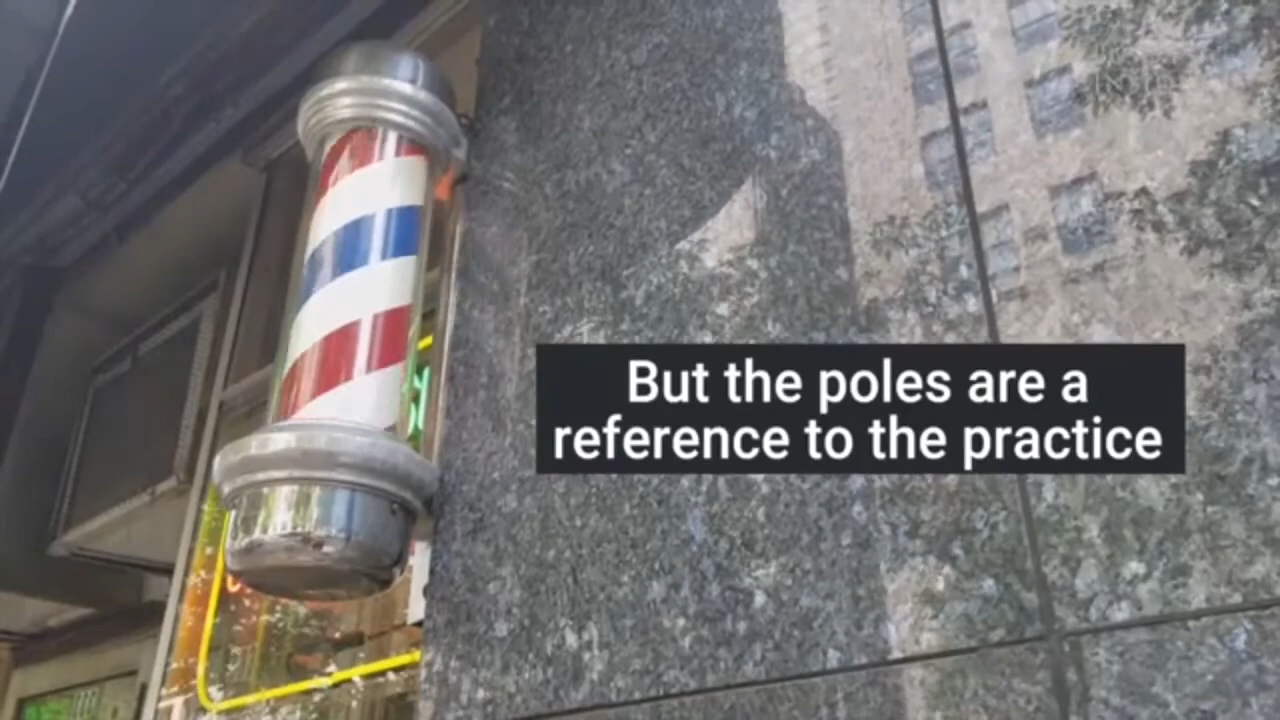 But the poles are a
reference to the practice